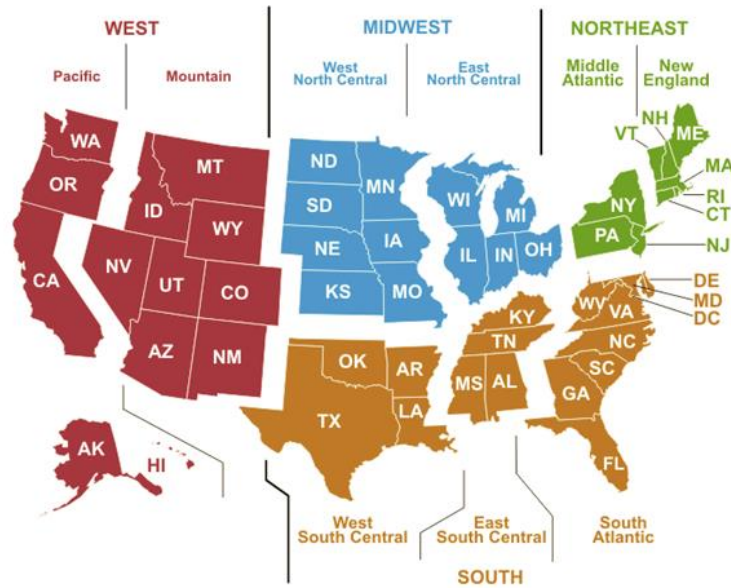 WEST
MIDWEST
NORTHEAST
Pacific
Mountain
West
North Central
East
North Central
Middle
Atlantic
New
England
WA
OR
CA
MT
ID
WY
NV
UT
CO
AZ
NM
AK
HI
ND
SD
NE
KS
MN
IA
MO
WI
IL
MI
IN
OH
NH
VT
ME
MA
RI
CT
NY
PA
NJ
OK
TX
AR
LA
KY
TN
MS
AL
DE
MD
DC
WV
VA
NC
SC
GA
FL
West
South Central
East
South Central
South
Atlantic
SOUTH